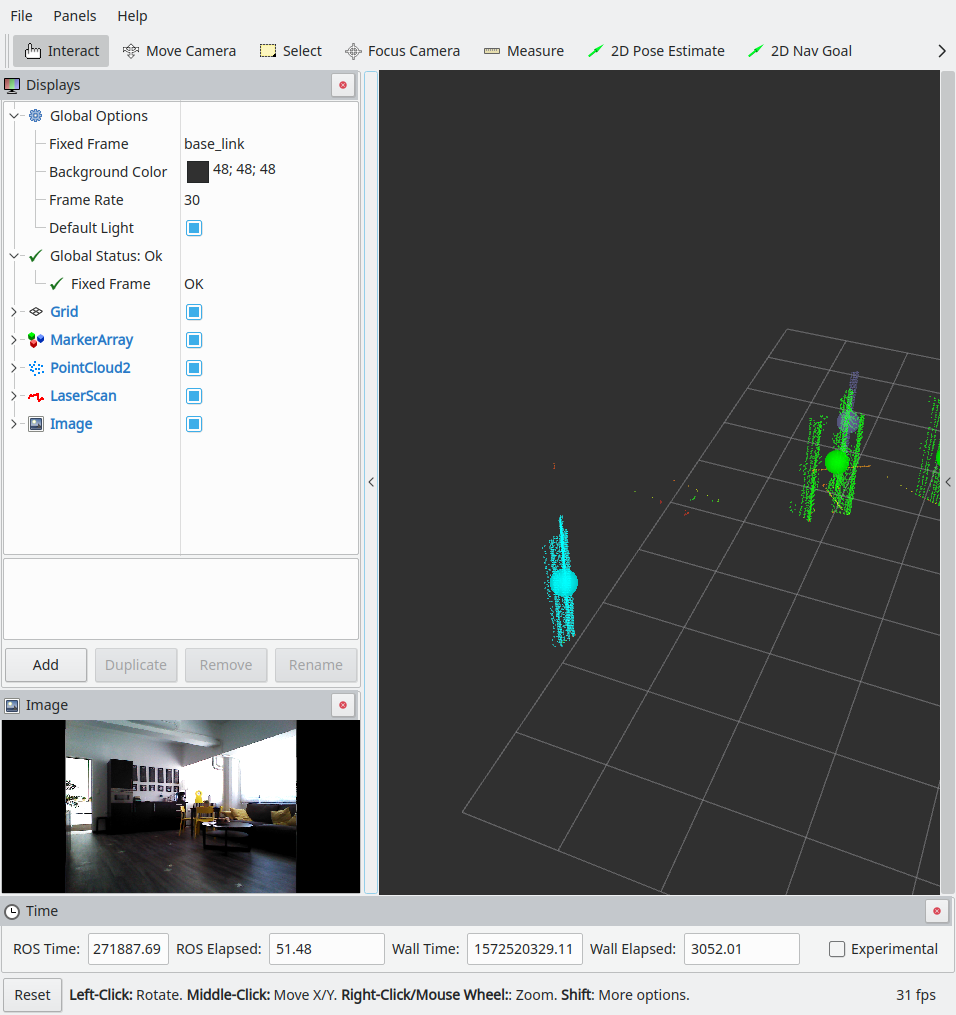 File Panels Help
Interact Move Camera Select Focus Camera Measure 2D Pose Estimate 2D Nav Goal
Displays
Global Options
Fixed Frame base_link
Background Color 48; 48; 48
Frame Rate 30
Default Light
Global Status: Ok
Fixed Frame OK
Grid
MarkerArray
PointCloud2
LaserScan
Image
Add Duplicate Remove Rename
Image
Time
ROS Time: 271887.69 ROS Elapsed: 51.48 Wall Time: 1572520329.11 Wall Elapsed: 3052.01 Experimental
Reset Left-Click: Rotate. Middle-Click: Move X/Y. Right-Click/Mouse Wheel:: Zoom. Shift: More options. 31 fps